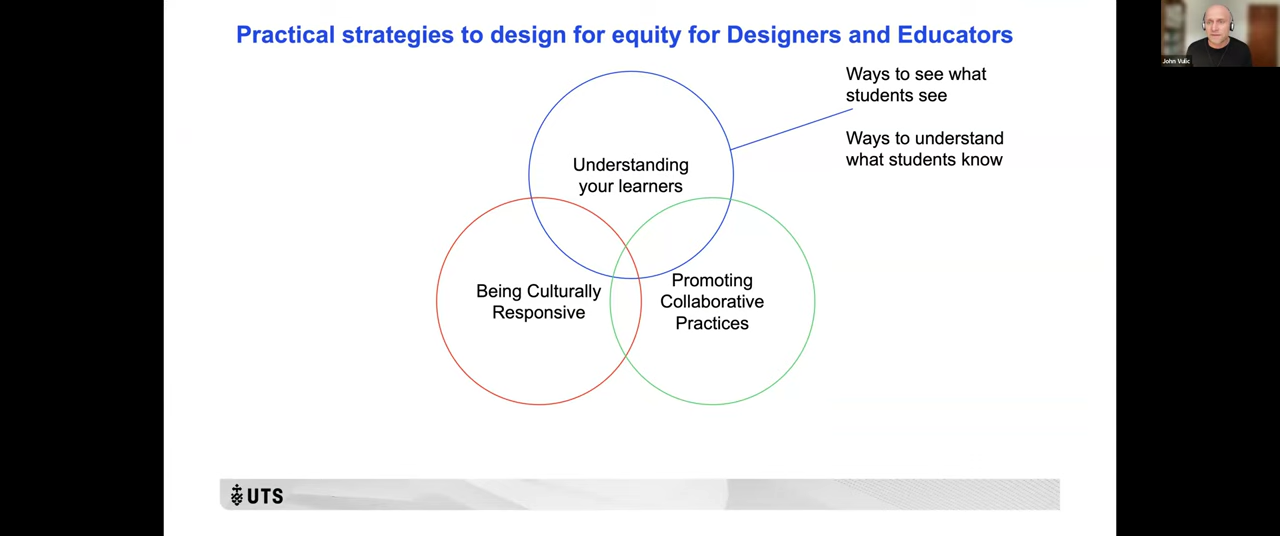 Practical strategies to design for equity for Designers and Educators
John Vulic
Ways to see what
students see
Ways to understand
what students know
Understanding
your learners
Being Culturally
Responsive
Promoting
Collaborative
Practices
UTS